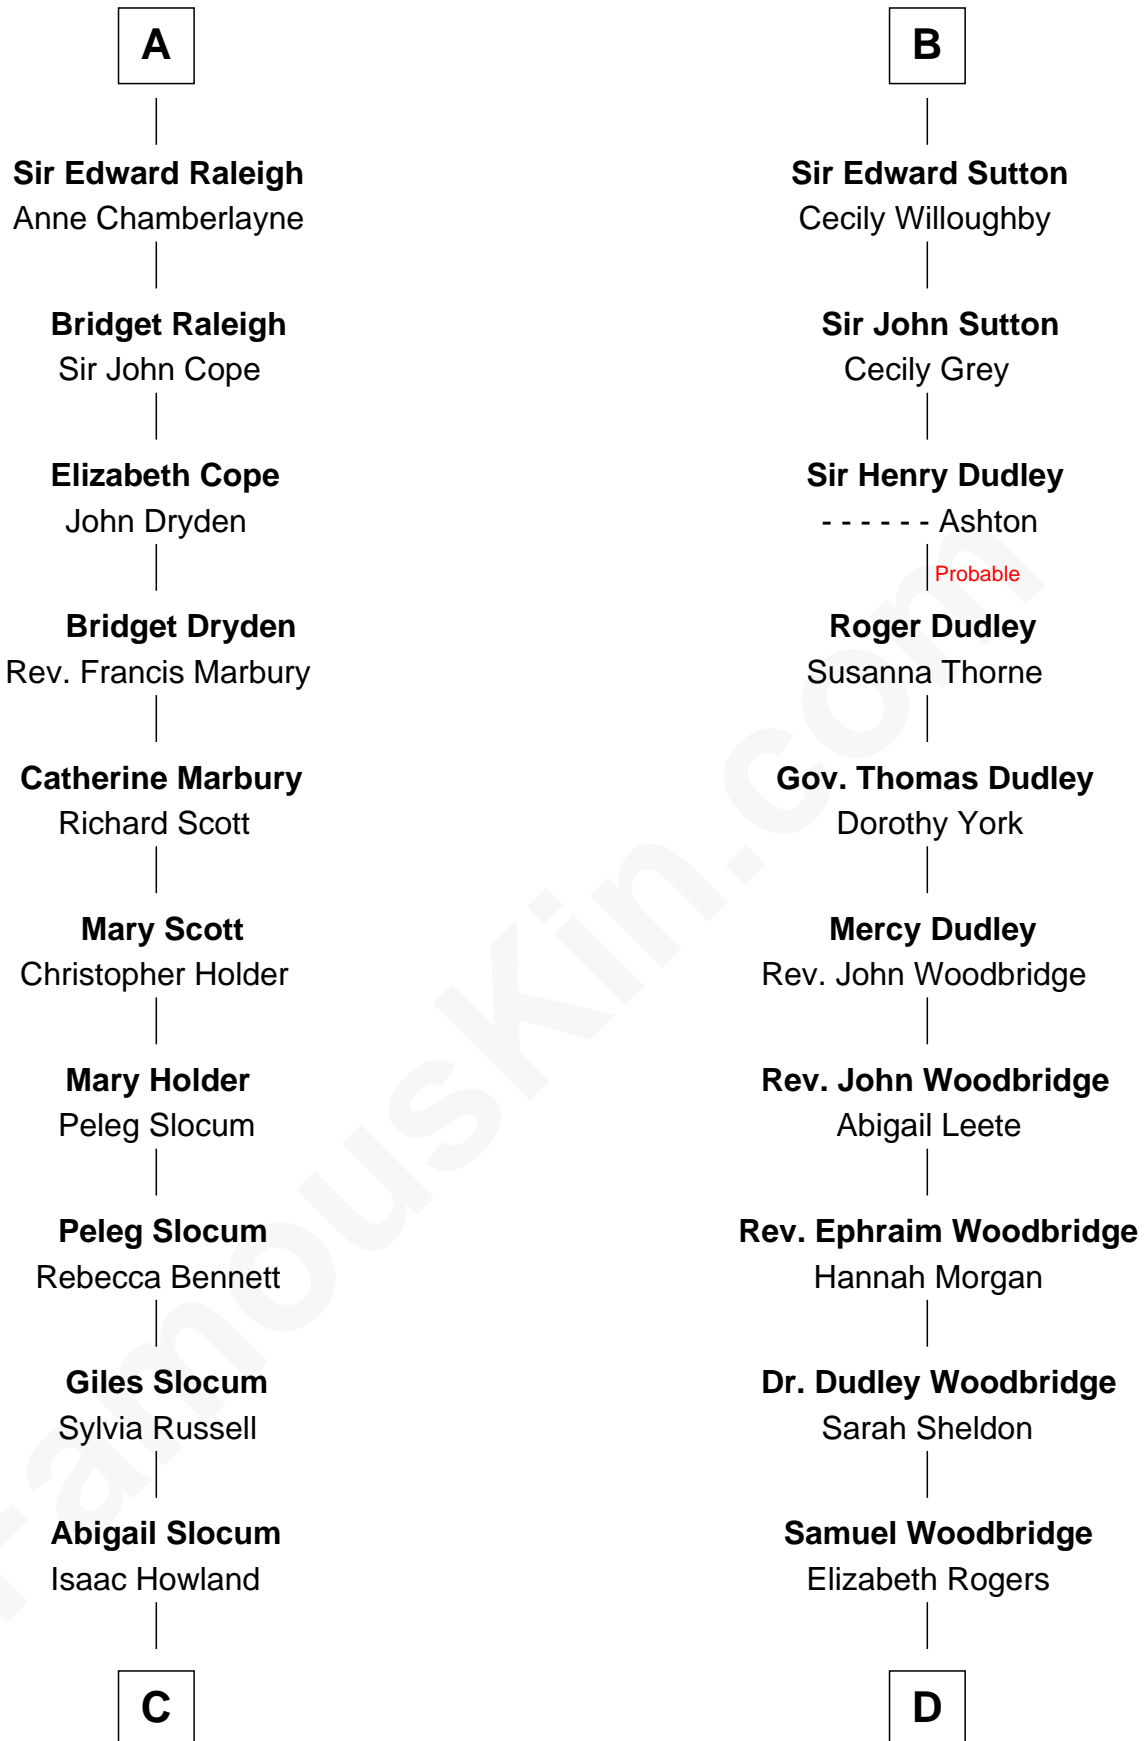 A
Sir Edward Raleigh
Anne Chamberlayne
Bridget Raleigh
Sir John Cope
Elizabeth Cope
John Dryden
Bridget Dryden
Rev. Francis Marbury
Catherine Marbury
Richard Scott
Mary Scott
Christopher Holder
Mary Holder
Peleg Slocum
Peleg Slocum
Rebecca Bennett
Giles Slocum
Sylvia Russell
Abigail Slocum
Isaac Howland
C
B
Sir Edward Sutton
Cecily Willoughby
Sir John Sutton
Cecily Grey
Sir Henry Dudley
- - - - - - Ashton
Probable
Roger Dudley
Susanna Thorne
Gov. Thomas Dudley
Dorothy York
Mercy Dudley
Rev. John Woodbridge
Rev. John Woodbridge
Abigail Leete
Rev. Ephraim Woodbridge
Hannah Morgan
Dr. Dudley Woodbridge
Sarah Sheldon
Samuel Woodbridge
Elizabeth Rogers
D
FamousKin.com